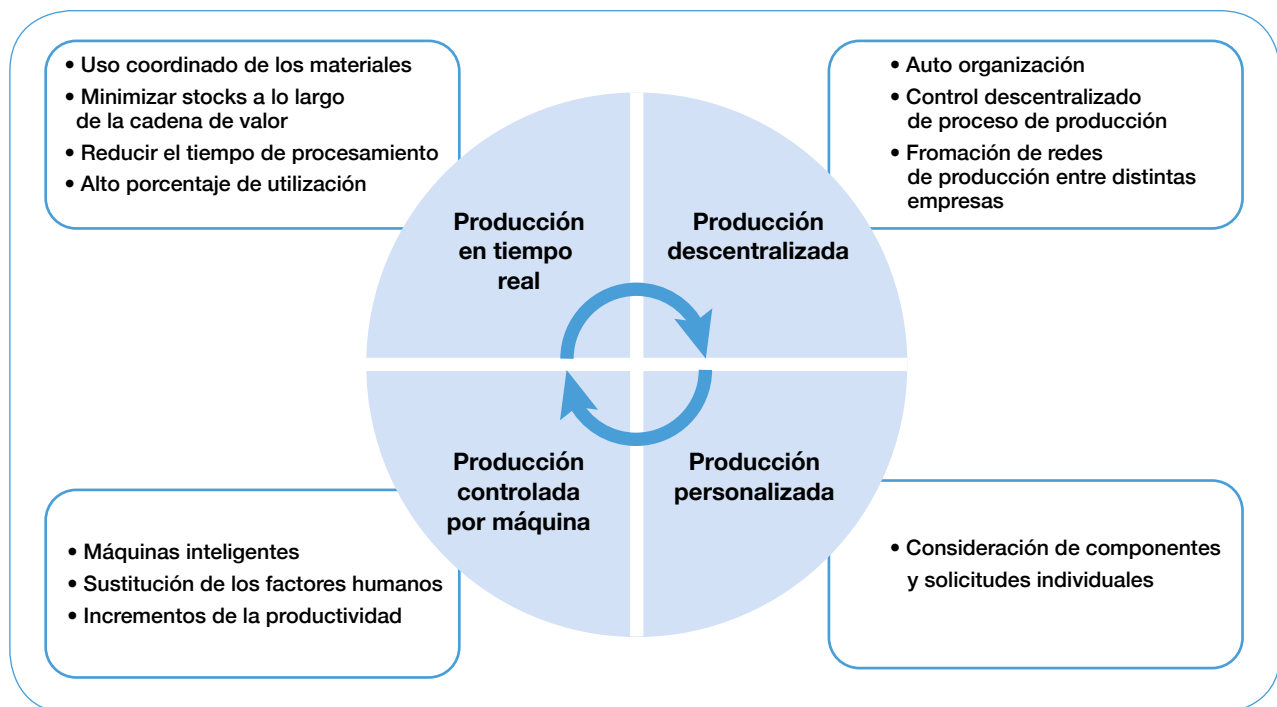 • Uso coordinado de los materiales
• Minimizar stocks a lo largo
de la cadena de valor
• Reducir el tiempo de procesamiento
• Alto porcentaje de utilización
• Auto organización
• Control descentralizado
de proceso de producción
• Fromación de redes
de producción entre distintas
empresas
Producción
en tiempo
real
Producción
descentralizada
Producción
controlada
por máquina
Producción
personalizada
• Máquinas inteligentes
• Sustitución de los factores humanos
• Incrementos de la productividad
• Consideración de componentes
y solicitudes individuales